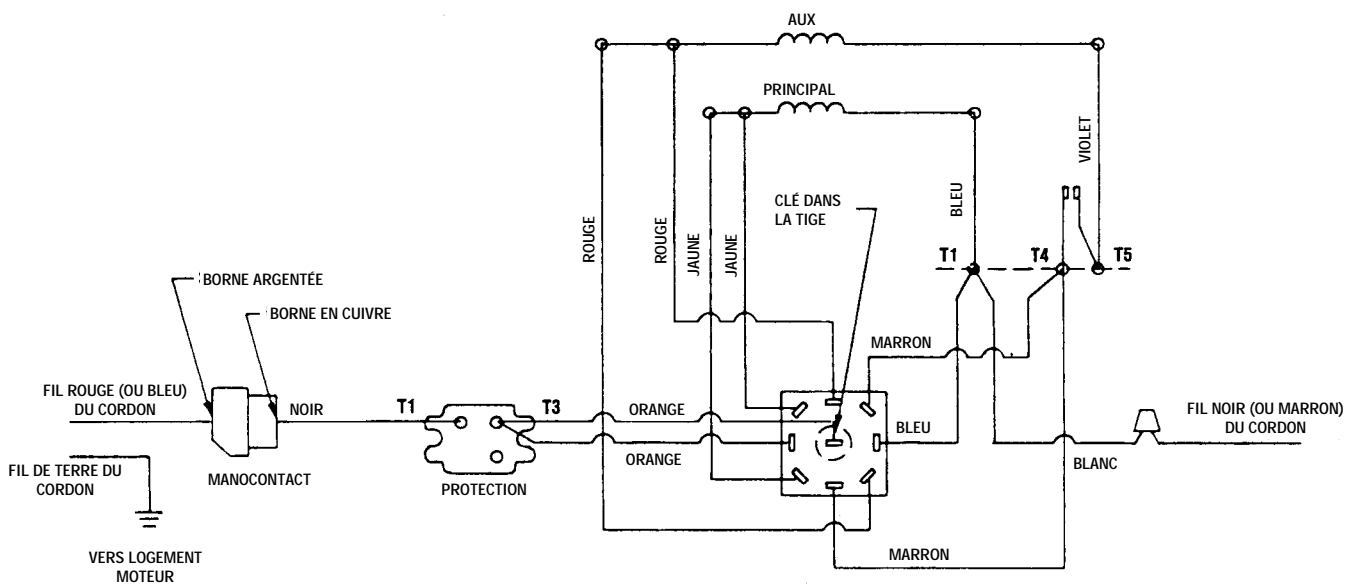 AUX
PRINCIPAL
VIOLET
CLÉ DANS
LA TIGE
BLEU
ROUGE
ROUGE
JAUNE
JAUNE
T1
T4
T5
BORNE ARGENTÉE
BORNE EN CUIVRE
MARRON
FIL ROUGE (OU BLEU)
DU CORDON
NOIR
T1
T3
ORANGE
BLEU
FIL NOIR (OU MARRON)
DU CORDON
FIL DE TERRE DU
CORDON
MANOCONTACT
PROTECTION
ORANGE
BLANC
VERS LOGEMENT
MOTEUR
MARRON